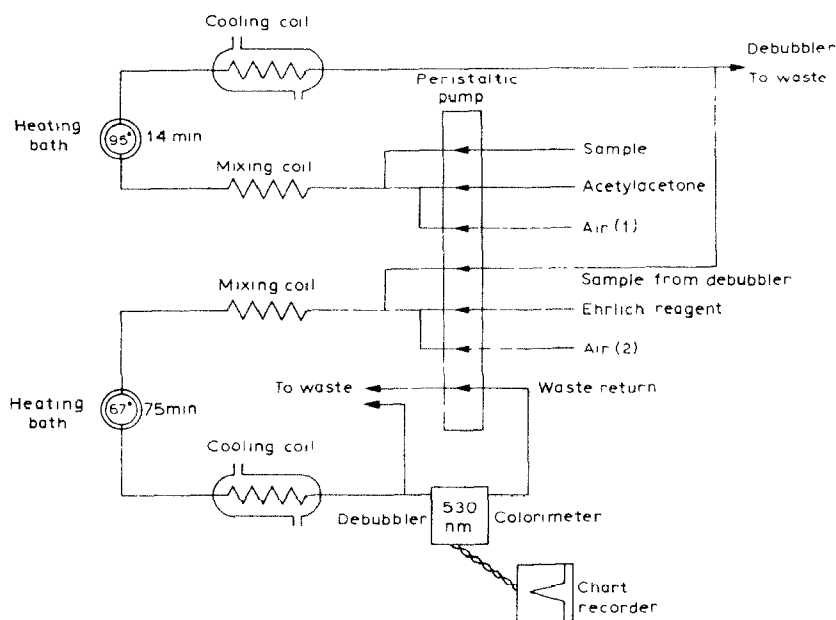 Cooling coil
Debubbler
To waste
Peristaltic
pump
Heating
bath
95°
14 min
Mixing coil
Sample
Acetylacetone
Air (1)
Sample from debubbler
Mixing coil
Ehrlich reagent
Air (2)
To waste
Waste return
Heating
bath
67°
75min
Cooling coil
Debubbler
530
nm
Colorimeter
Chart
recorder